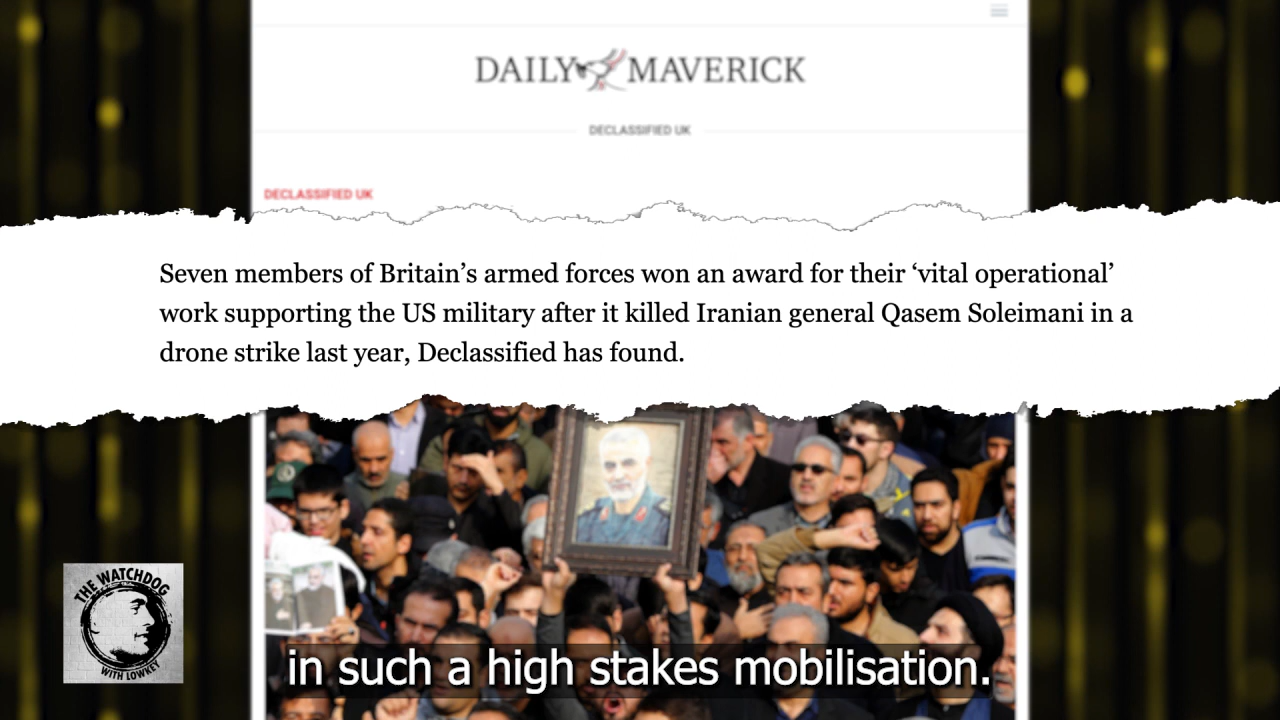 DAILY MAVERICK
DECLASSIFIED UK
DECLASSIFIED UK
Seven members of Britain’s armed forces won an award for their ‘vital operational’
work supporting the US military after it killed Iranian general Qasem Soleimani in a
drone strike last year, Declassified has found.
THE WATCHDOG
WITH LOWKEY
in such a high stakes mobilisation.